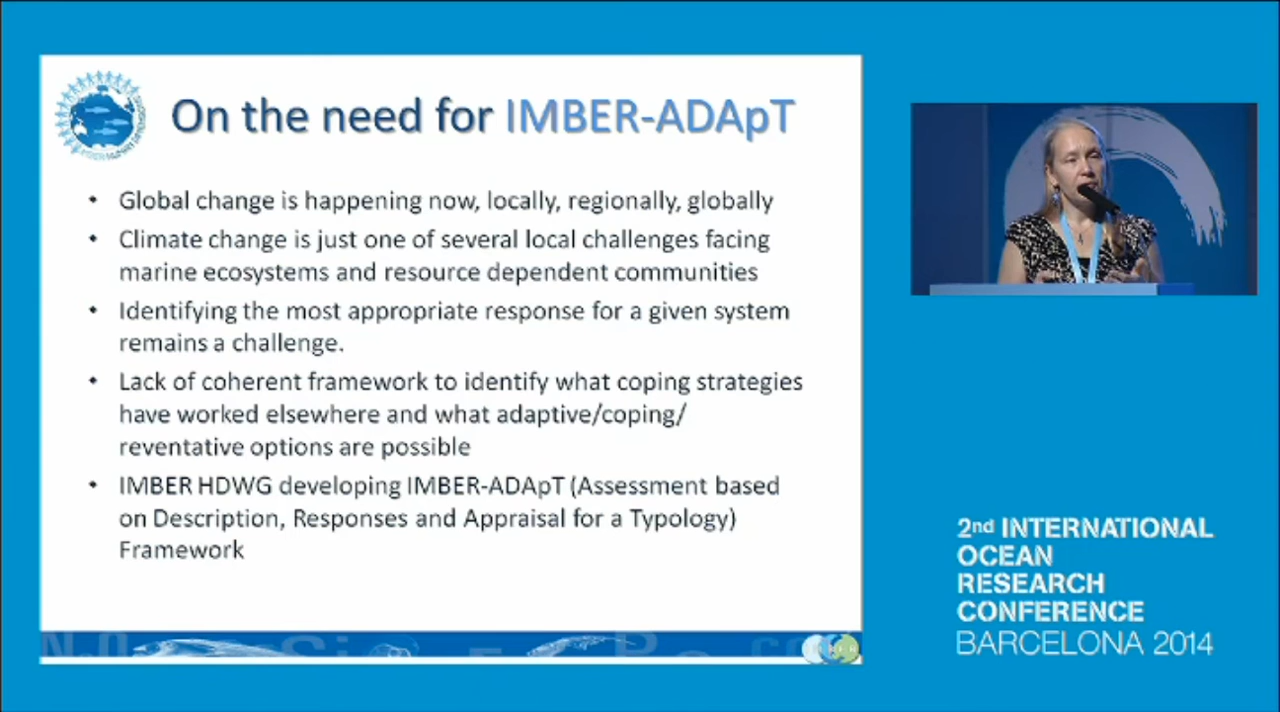 On the need for IMBER-ADApT
• Global change is happening now, locally, regionally, globally
• Climate change is just one of several local challenges facing
marine ecosystems and resource dependent communities
• Identifying the most appropriate response for a given system
remains a challenge.
• Lack of coherent framework to identify what coping strategies
have worked elsewhere and what adaptive/coping/
reventative options are possible
• IMBER HDWG developing IMBER-ADApT (Assessment based
on Description, Responses and Appraisal for a Typology)
Framework
2nd INTERNATIONAL
OCEAN
RESEARCH
CONFERENCE
BARCELONA 2014